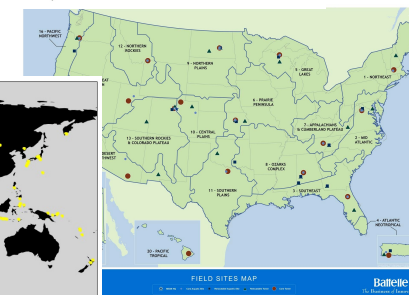 16 - PACIFIC
NORTHWEST
12 - NORTHERN
ROCKIES
9 - NORTHERN
PLAINS
5 - GREAT
LAKES
1 - NORTHEAST
6 - PRAIRIE
PENINSULA
7 - APPALACHIANS
& CUMBERLAND PLATEAU
2 - MID
ATLANTIC
13 - SOUTHERN ROCKIES
& COLORADO PLATEAU
10 - CENTRAL
PLAINS
8 - OZARKS
COMPLEX
3 - SOUTHEAST
11 - SOUTHERN
PLAINS
4 - ATLANTIC
NEOTROPICAL
20 - PACIFIC
TROPICAL
FIELD SITES MAP
Battelle